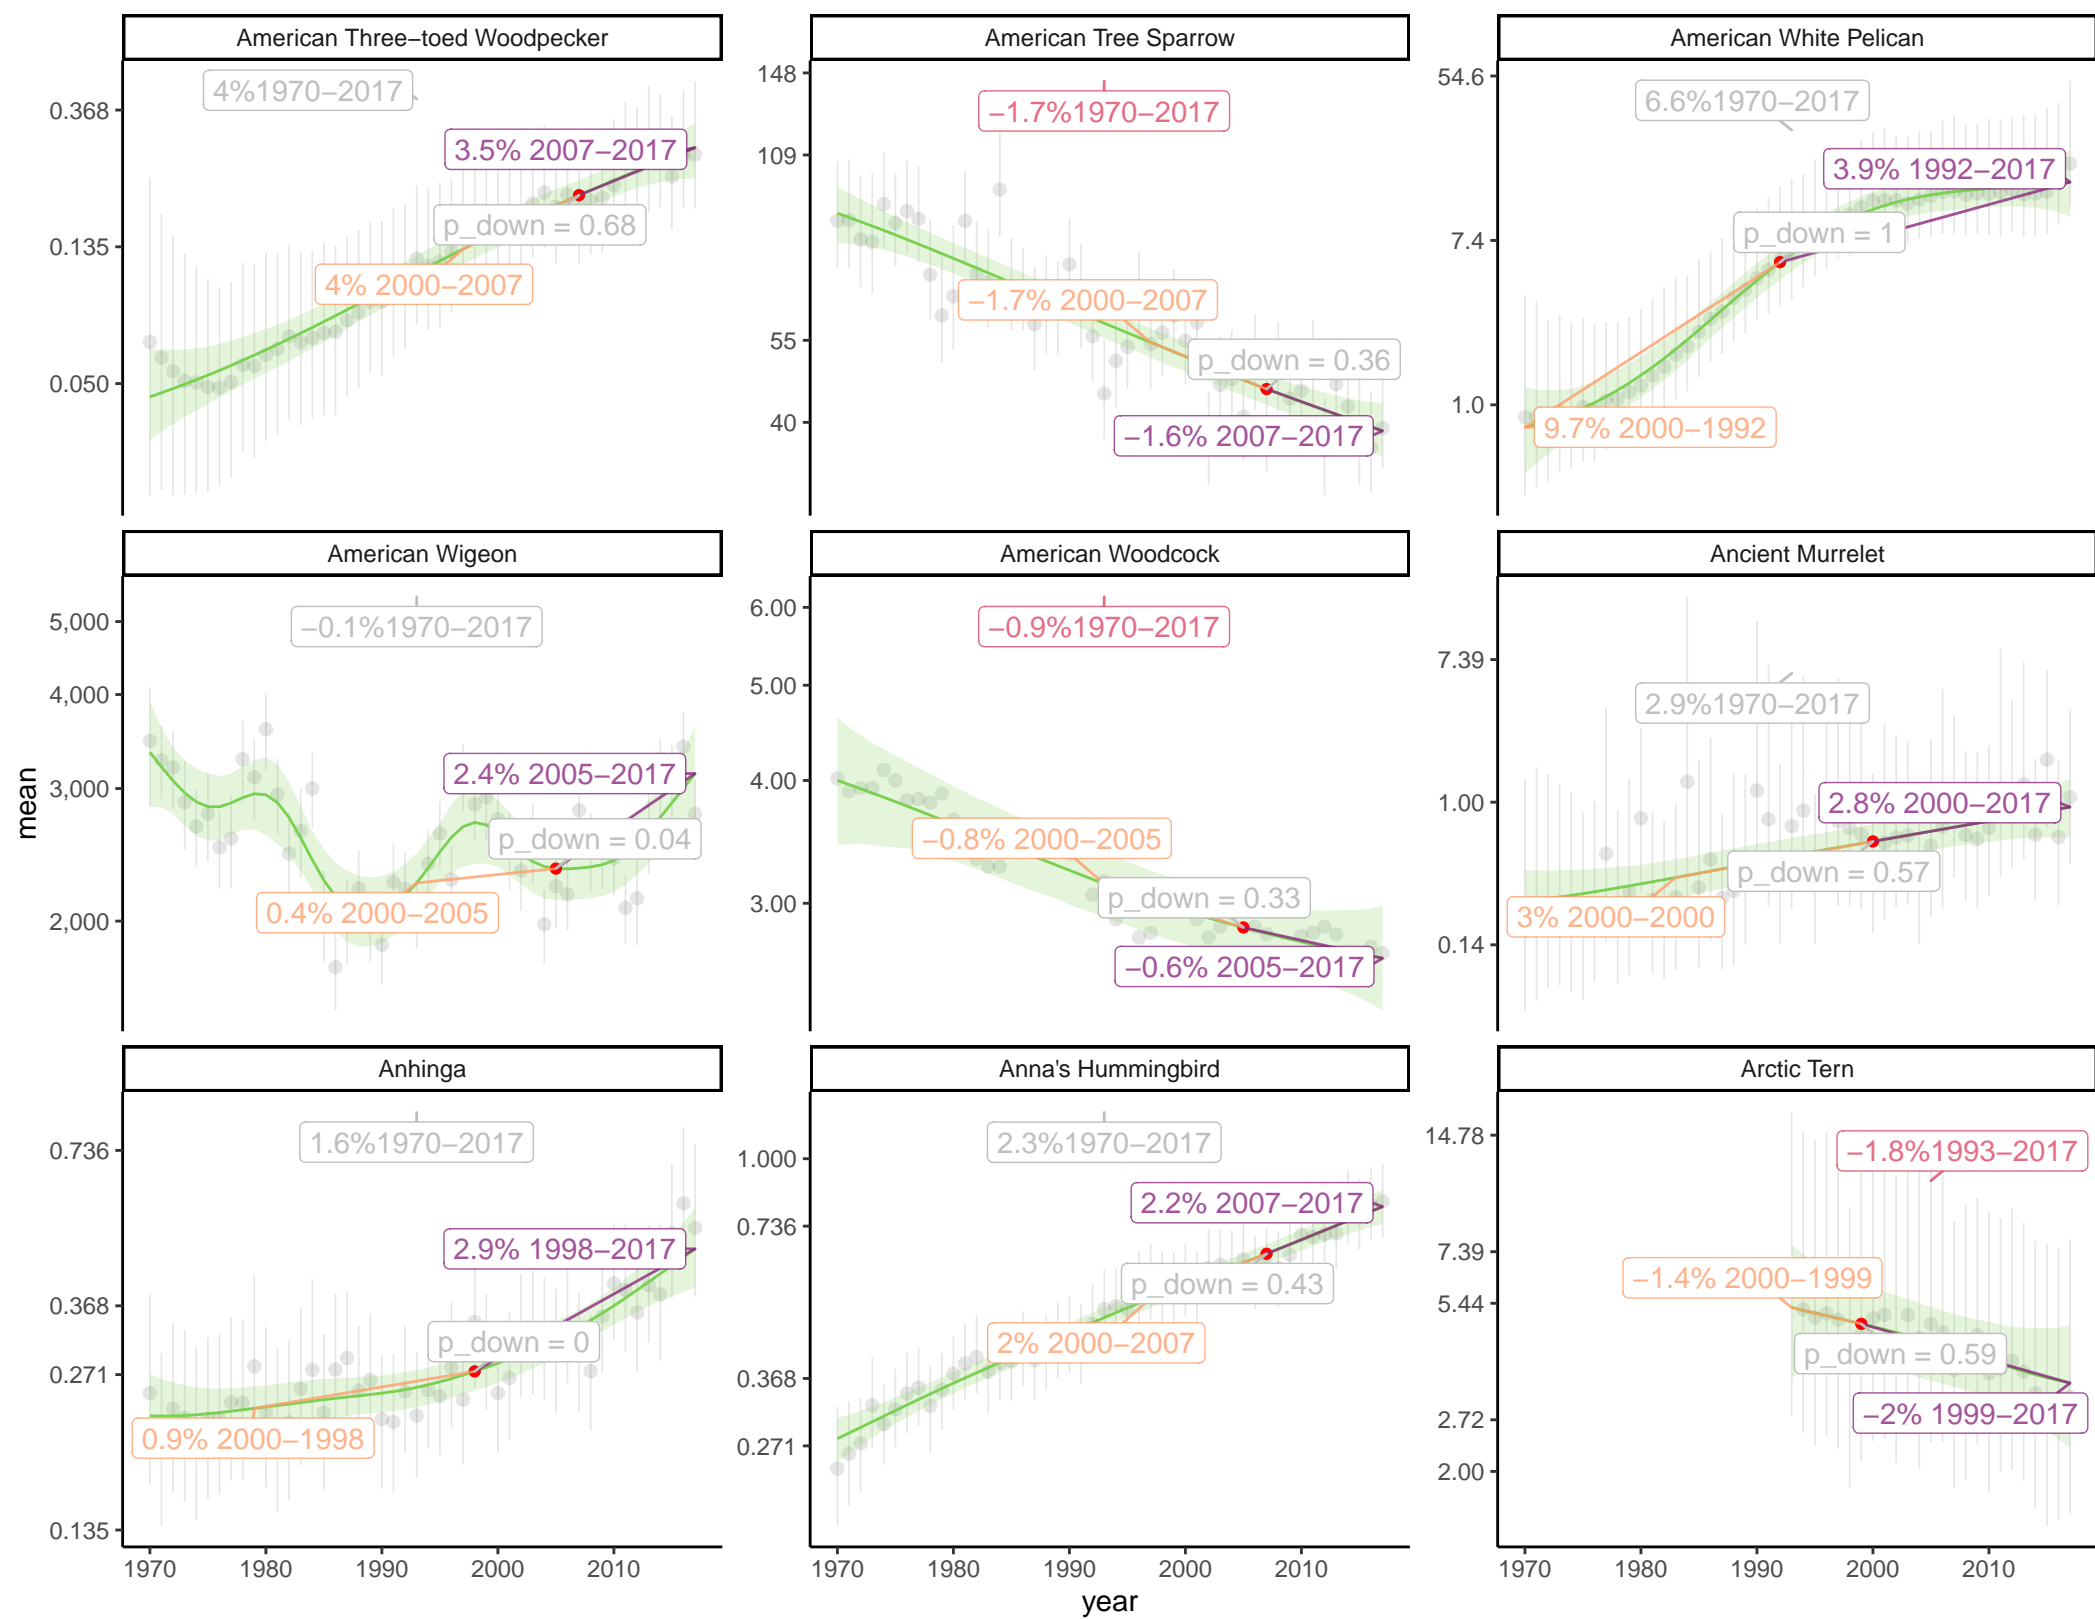 American Three−toed Woodpecker
American Tree Sparrow
American White Pelican
0.368
0.135
0.050
4%1970−2017
3.5% 2007−2017
p_down = 0.68
4% 2000−2007
148
109
55
40
−1.7%1970−2017
−1.7% 2000−2007
p_down = 0.36
−1.6% 2007−2017
54.6
7.4
1.0
6.6%1970−2017
3.9% 1992−2017
p_down = 1
9.7% 2000−1992
American Wigeon
American Woodcock
Ancient Murrelet
5,000
4,000
3,000
2,000
−0.1%1970−2017
2.4% 2005−2017
p_down = 0.04
0.4% 2000−2005
6.00
5.00
4.00
3.00
−0.9%1970−2017
−0.8% 2000−2005
p_down = 0.33
−0.6% 2005−2017
7.39
1.00
0.14
2.9%1970−2017
2.8% 2000−2017
p_down = 0.57
3% 2000−2000
mean
Anhinga
Anna's Hummingbird
Arctic Tern
0.736
0.368
0.271
0.135
1.6%1970−2017
2.9% 1998−2017
p_down = 0
0.9% 2000−1998
1.000
0.736
0.368
0.271
2.3%1970−2017
2.2% 2007−2017
p_down = 0.43
2% 2000−2007
14.78
7.39
5.44
2.72
2.00
−1.8%1993−2017
−1.4% 2000−1999
p_down = 0.59
−2% 1999−2017
1970 1980 1990 2000 2010
1970 1980 1990 2000 2010
1970 1980 1990 2000 2010
year